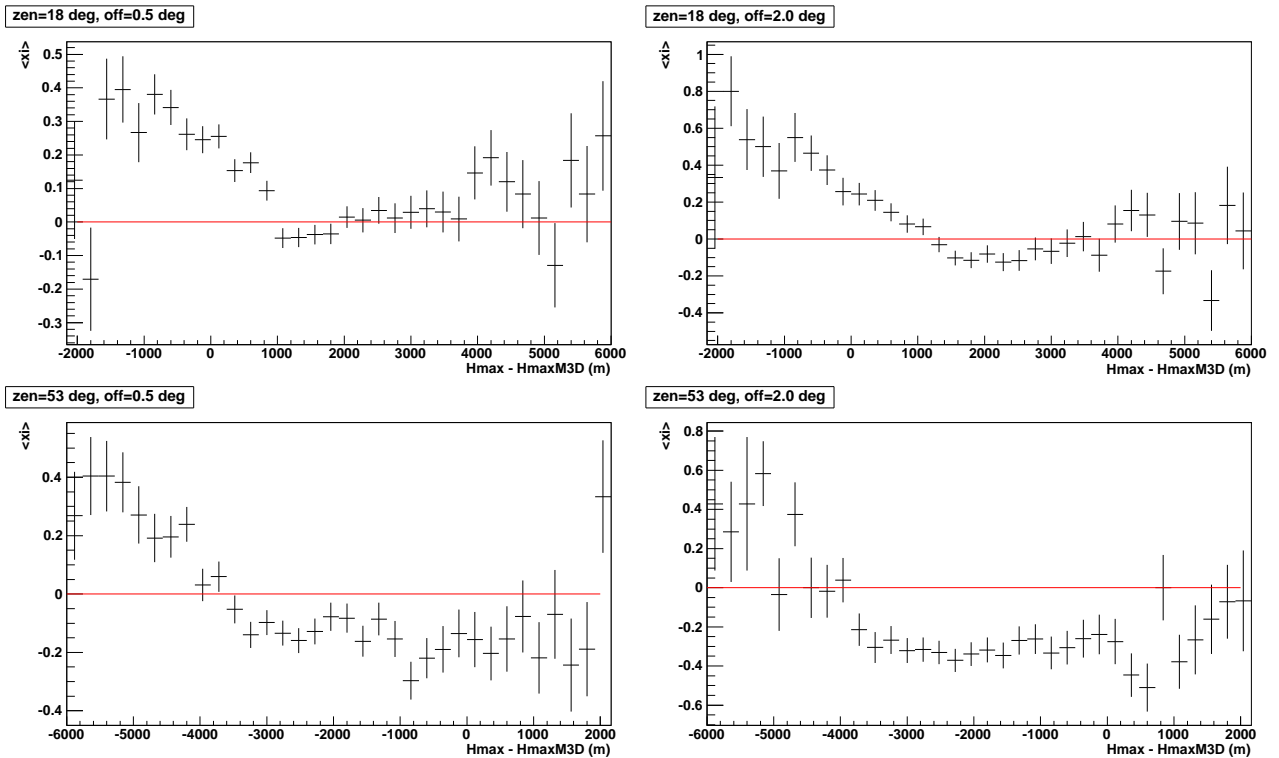 zen=18 deg, off=0.5 deg
<xi>
0.5
0.4
0.3
0.2
0.1
0
-0.1
-0.2
-0.3
-2000 -1000 0 1000 2000 3000 4000 5000 6000
Hmax - HmaxM3D (m)
zen=18 deg, off=2.0 deg
<xi>
1
0.8
0.6
0.4
0.2
0
-0.2
-0.4
-2000 -1000 0 1000 2000 3000 4000 5000 6000
Hmax - HmaxM3D (m)
zen=53 deg, off=0.5 deg
<xi>
0.4
0.2
0
-0.2
-0.4
-6000 -5000 -4000 -3000 -2000 -1000 0 1000 2000
Hmax - HmaxM3D (m)
zen=53 deg, off=2.0 deg
<xi>
0.8
0.6
0.4
0.2
0
-0.2
-0.4
-0.6
-6000 -5000 -4000 -3000 -2000 -1000 0 1000 2000
Hmax - HmaxM3D (m)